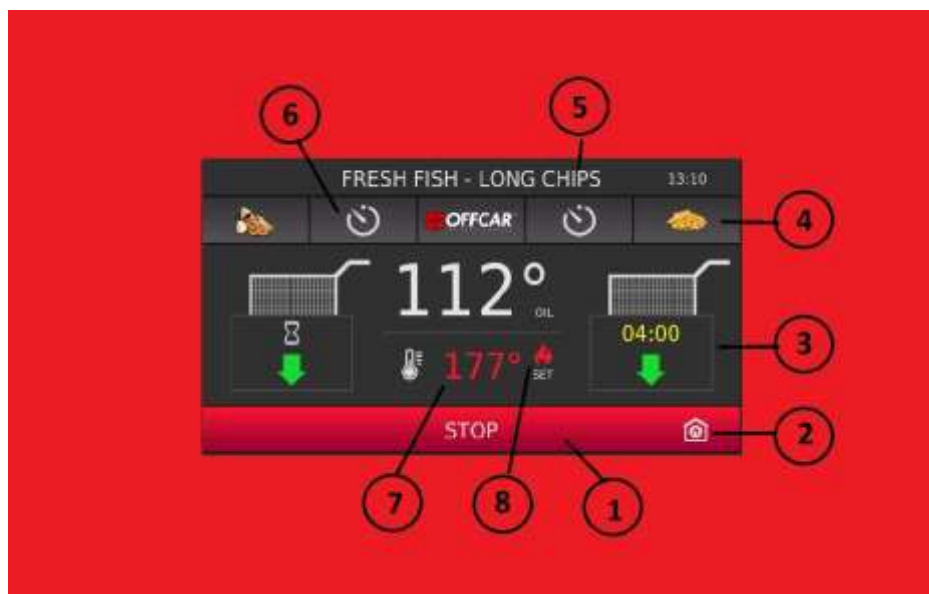 6
5
FRESH FISH - LONG CHIPS 13:10
OFFCAR
4
112°
OIL
04:00
3
177°
SET
STOP
2
7
8
1